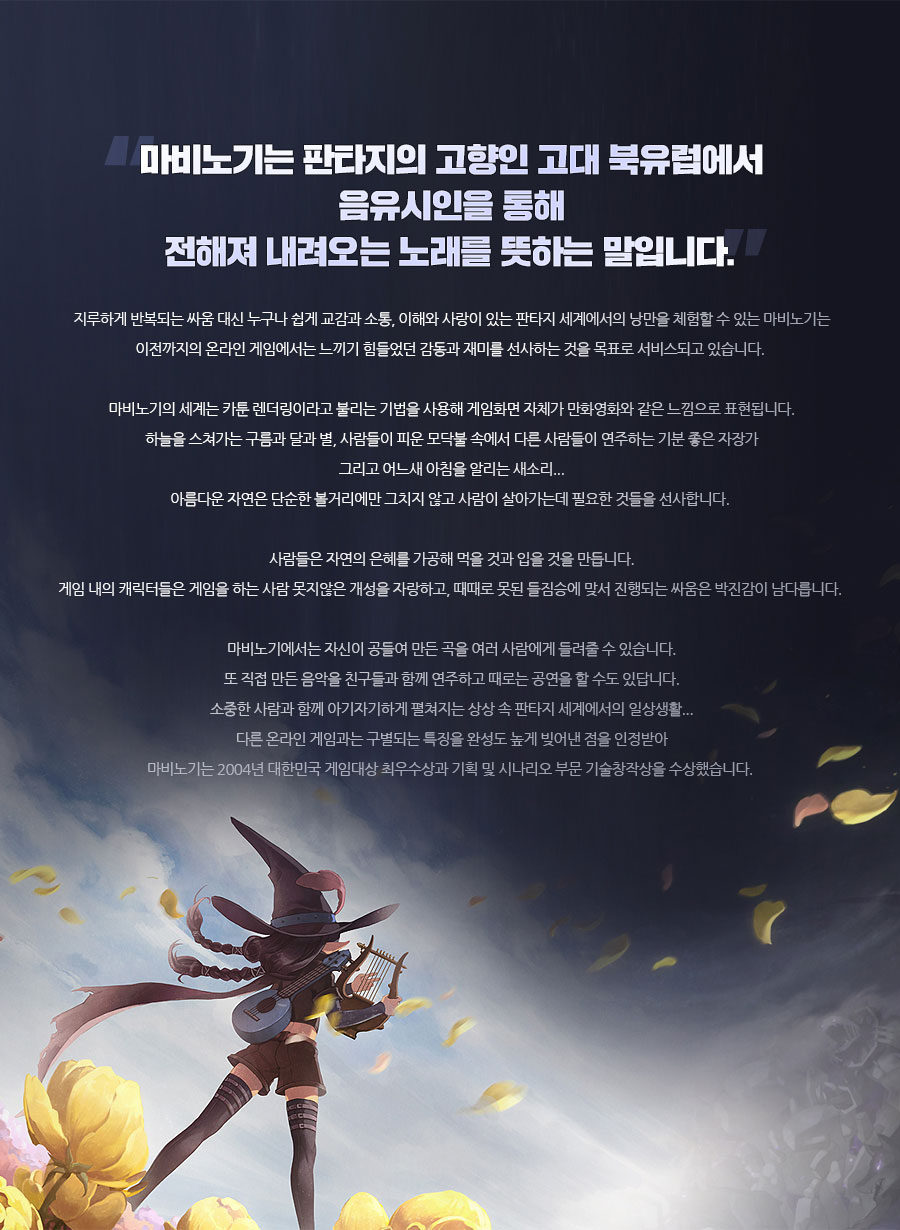 마비노기는 판타지의 고향인 고대 북유럽에서
음유시인을 통해
전해져 내려오는 노래를 뜻하는 말입니다.
지루하게 반복되는 싸움 대신 누구나 쉽게 교감과 소통, 이해와 사랑이 있는 판타지 세계에서의 낭만을 체험할 수 있는 마비노기는
이전까지의 온라인 게임에서는 느끼기 힘들었던 감동과 재미를 선사하는 것을 목표로 서비스되고 있습니다.
마비노기의 세계는 카툰 렌더링이라고 불리는 기법을 사용해 게임화면 자체가 만화영화와 같은 느낌으로 표현됩니다.
하늘을 스쳐가는 구름과 달과 별, 사람들이 피운 모닥불 속에서 다른 사람들이 연주하는 기분 좋은 자장가
그리고 어느새 아침을 알리는 새소리...
아름다운 자연은 단순한 볼거리에만 그치지 않고 사람이 살아가는데 필요한 것들을 선사합니다.
사람들은 자연의 은혜를 가공해 먹을 것과 입을 것을 만듭니다.
게임 내의 캐릭터들은 게임을 하는 사람 못지않은 개성을 자랑하고, 때때로 못된 들짐승에 맞서 진행되는 싸움은 박진감이 남다릅니다.
마비노기에서는 자신이 공들여 만든 곡을 여러 사람에게 들려줄 수 있습니다.
또 직접 만든 음악을 친구들과 함께 연주하고 때로는 공연을 할 수도 있답니다.
소중한 사람과 함께 아기자기하게 펼쳐지는 상상 속 판타지 세계에서의 일상생활...
다른 온라인 게임과는 구별되는 특징을 완성도 높게 빚어낸 점을 인정받아
마비노기는 2004년 대한민국 게임대상 최우수상과 기획 및 시나리오 부문 기술창작상을 수상했습니다.